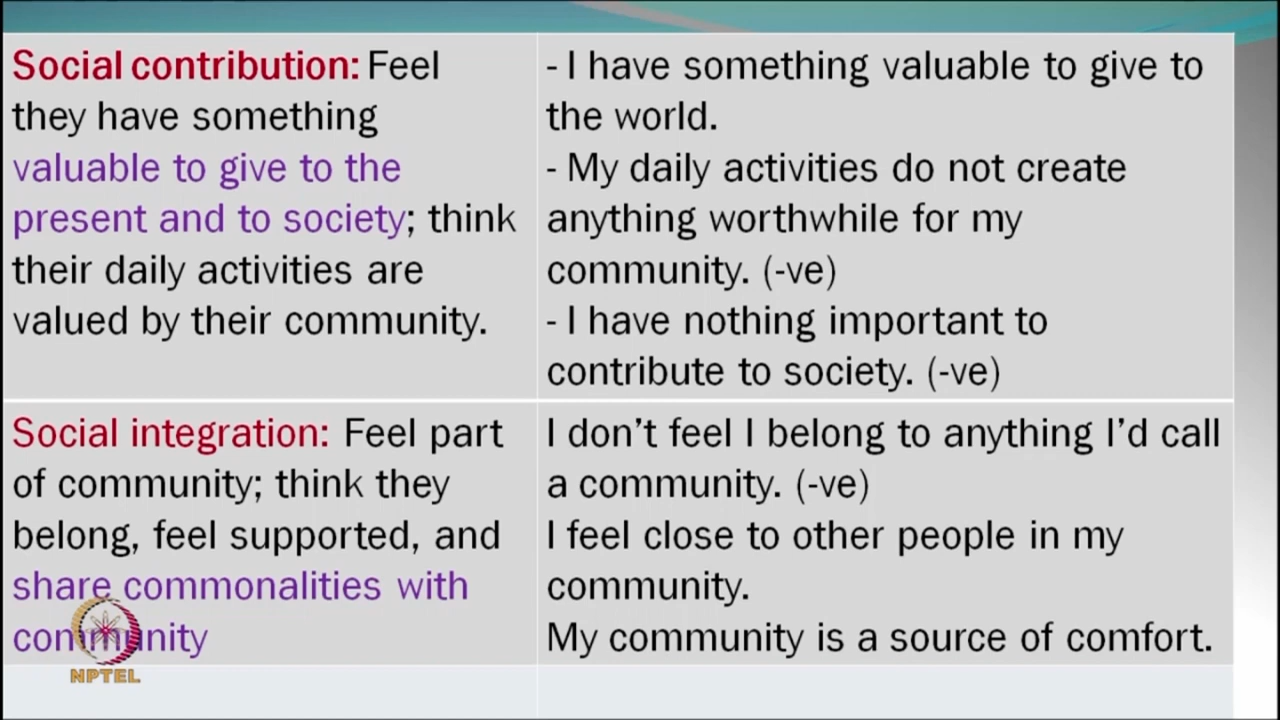 Social contribution: Feel
they have something
valuable to give to the
present and to society; think
their daily activities are
valued by their community.
- I have something valuable to give to
the world.
- My daily activities do not create
anything worthwhile for my
community. (-ve)
- I have nothing important to
contribute to society. (-ve)
Social integration: Feel part
of community; think they
belong, feel supported, and
share commonalities with
community
I don't feel I belong to anything I'd call
a community. (-ve)
I feel close to other people in my
community.
My community is a source of comfort.
NPTEL